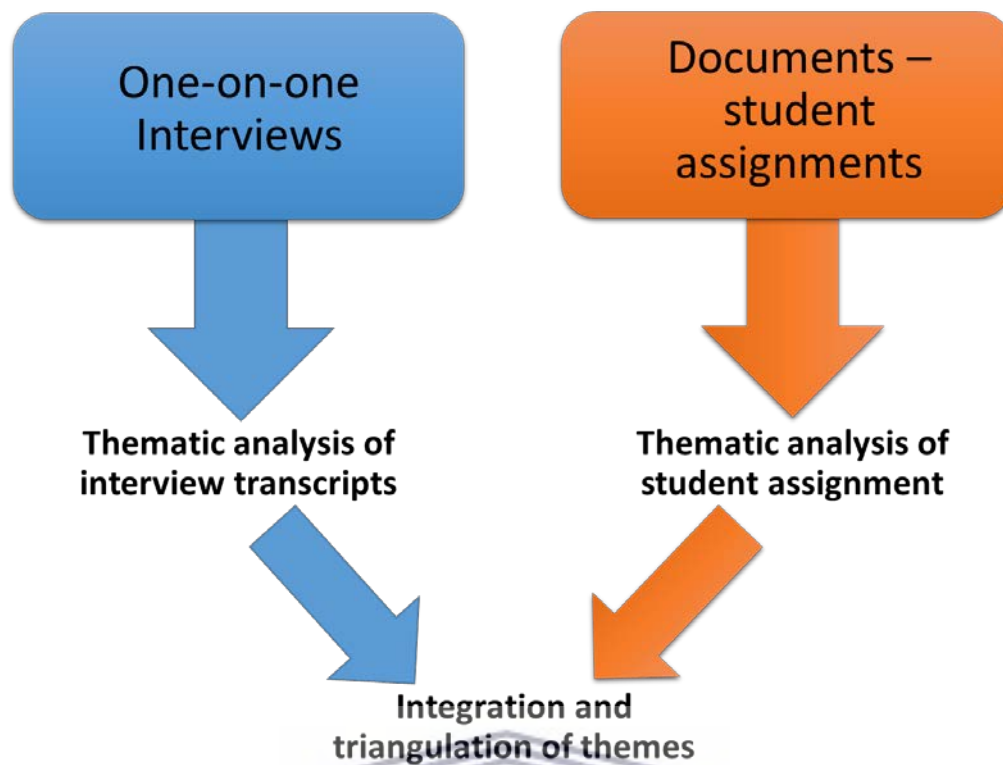 One-on-one
Interviews
Documents –
student
assignments
Thematic analysis of
interview transcripts
Thematic analysis of
student assignment
Integration and
triangulation of themes